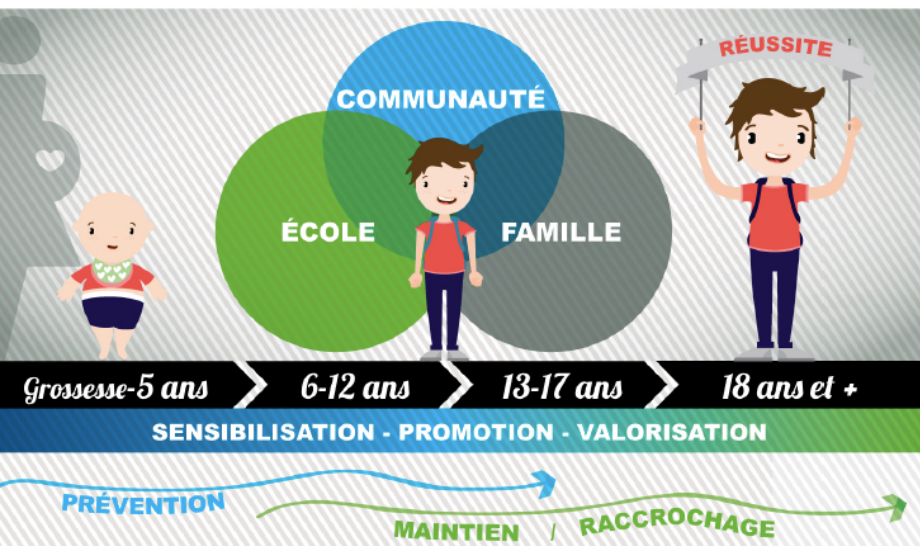 RÉUSSITE
COMMUNAUTÉ
ÉCOLE
FAMILLE
Grossesse-5 ans
6-12 ans
13-17 ans
18 ans et +
SENSIBILISATION - PROMOTION - VALORISATION
PRÉVENTION
MAINTIEN / RACCROCHAGE